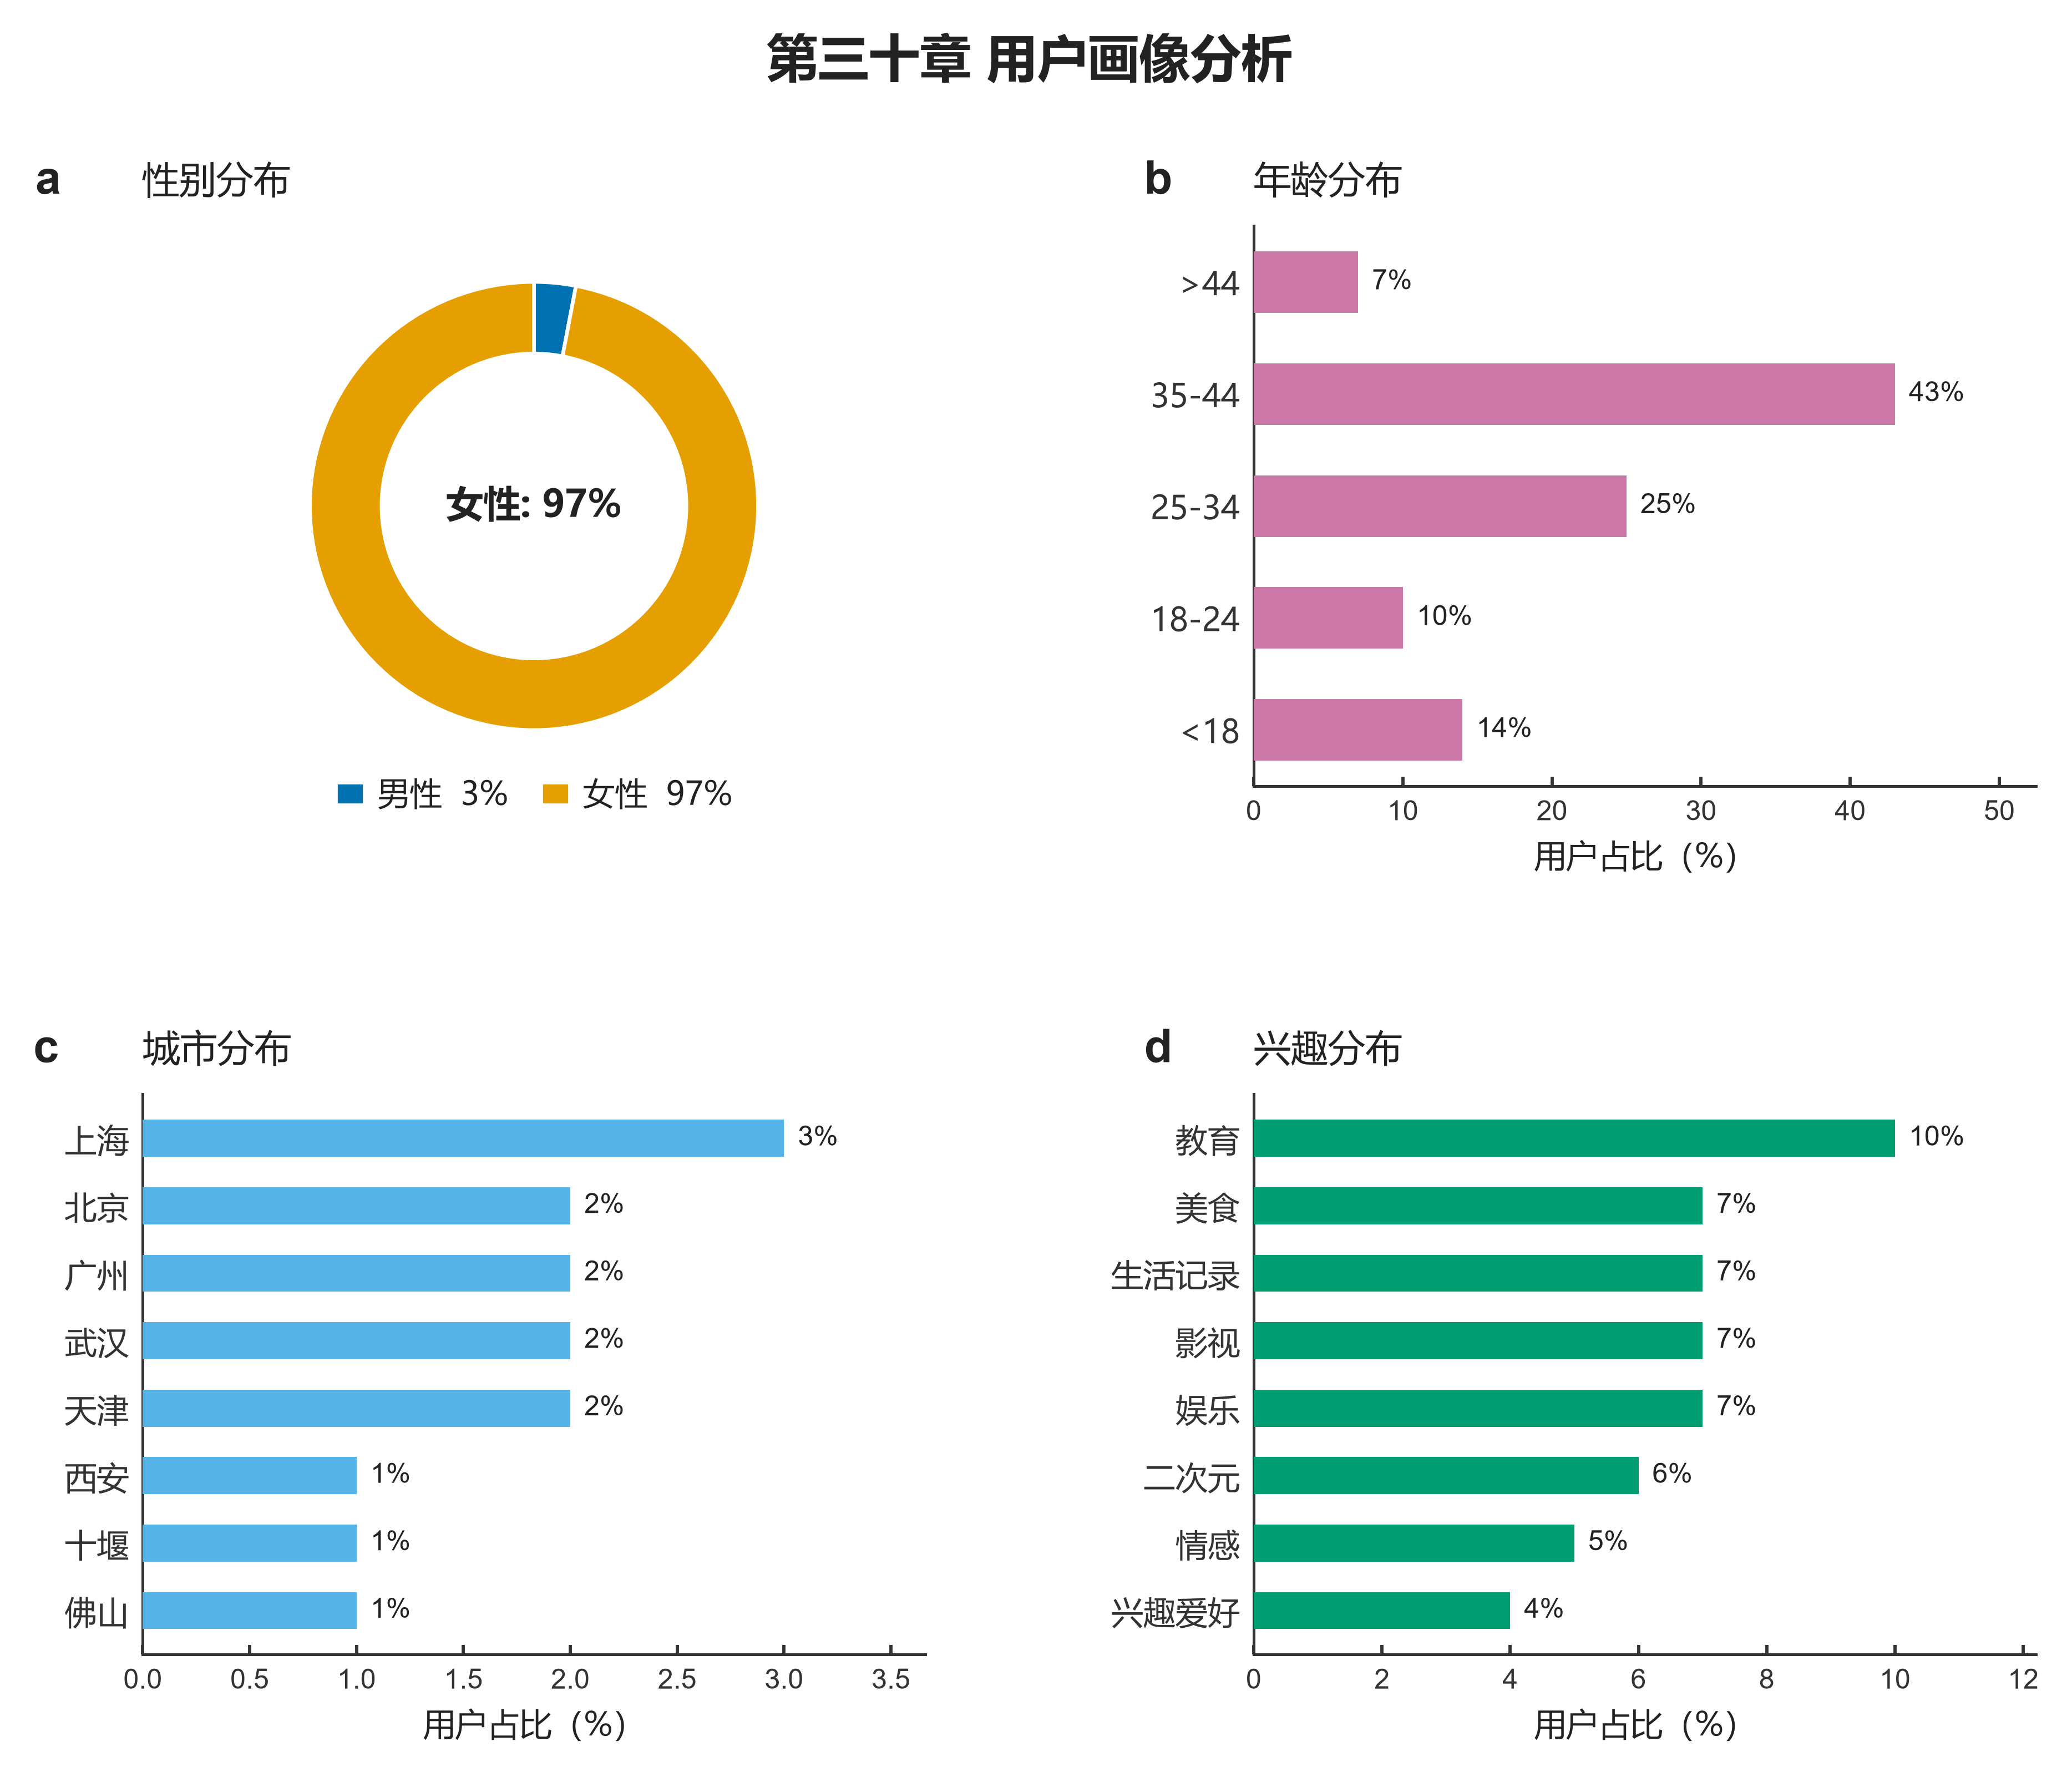 第三十章 用户画像分析
a 性别分布
女性: 97%
男性 3% 女性 97%
b 年龄分布
>44 7%
35-44 43%
25-34 25%
18-24 10%
<18 14%
0 10 20 30 40 50
用户占比（%）
c 城市分布
上海 3%
北京 2%
广州 2%
武汉 2%
天津 2%
西安 1%
十堰 1%
佛山 1%
0.0 0.5 1.0 1.5 2.0 2.5 3.0 3.5
用户占比（%）
d 兴趣分布
教育 10%
美食 7%
生活记录 7%
影视 7%
娱乐 7%
二次元 6%
情感 5%
兴趣爱好 4%
0 2 4 6 8 10 12
用户占比（%）